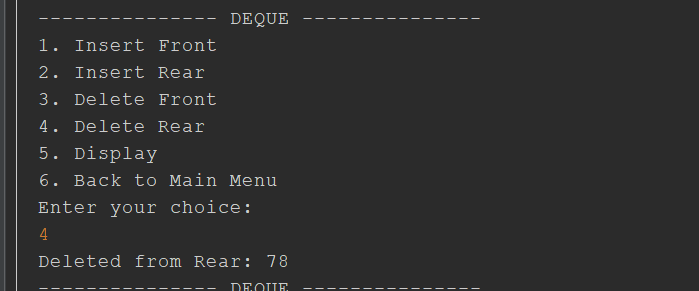 --------------- DEQUE ---------------
1. Insert Front
2. Insert Rear
3. Delete Front
4. Delete Rear
5. Display
6. Back to Main Menu
Enter your choice:
4
Deleted from Rear: 78
--------------- DEQUE ---------------